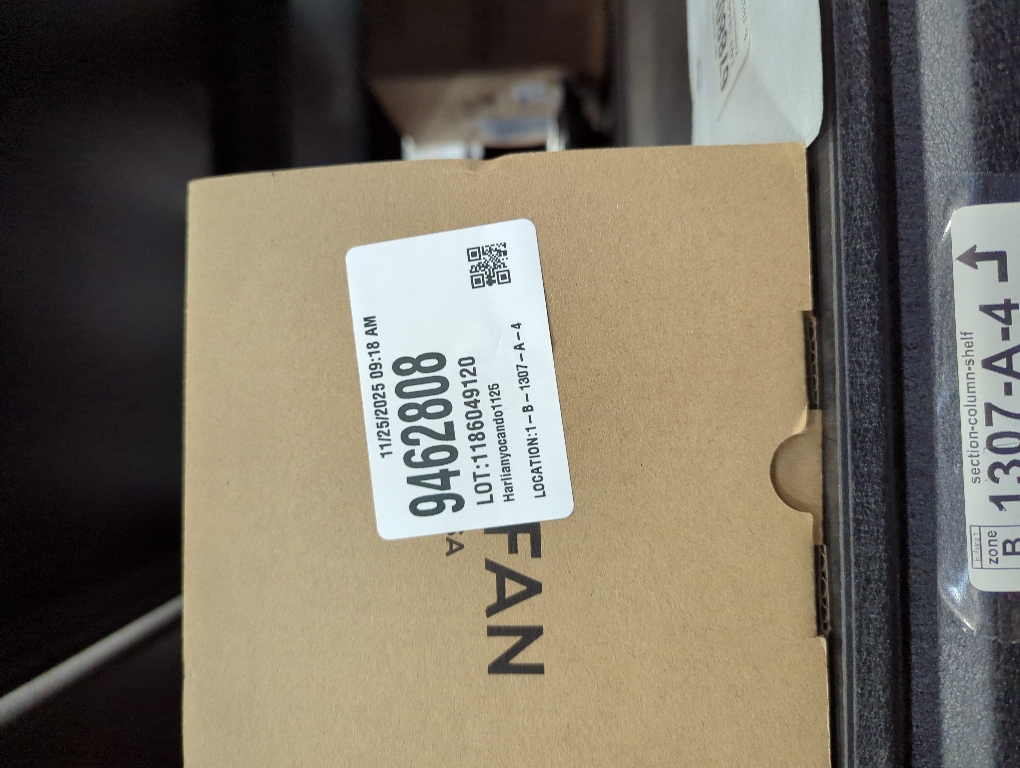 11/25/2025 09:18 AM
9462808
LOT:1186049120
Harlianyocando1125
LOCATION:1-B-1307-A-4
FAN
section-column-shelf
zone
B
1307-A-4